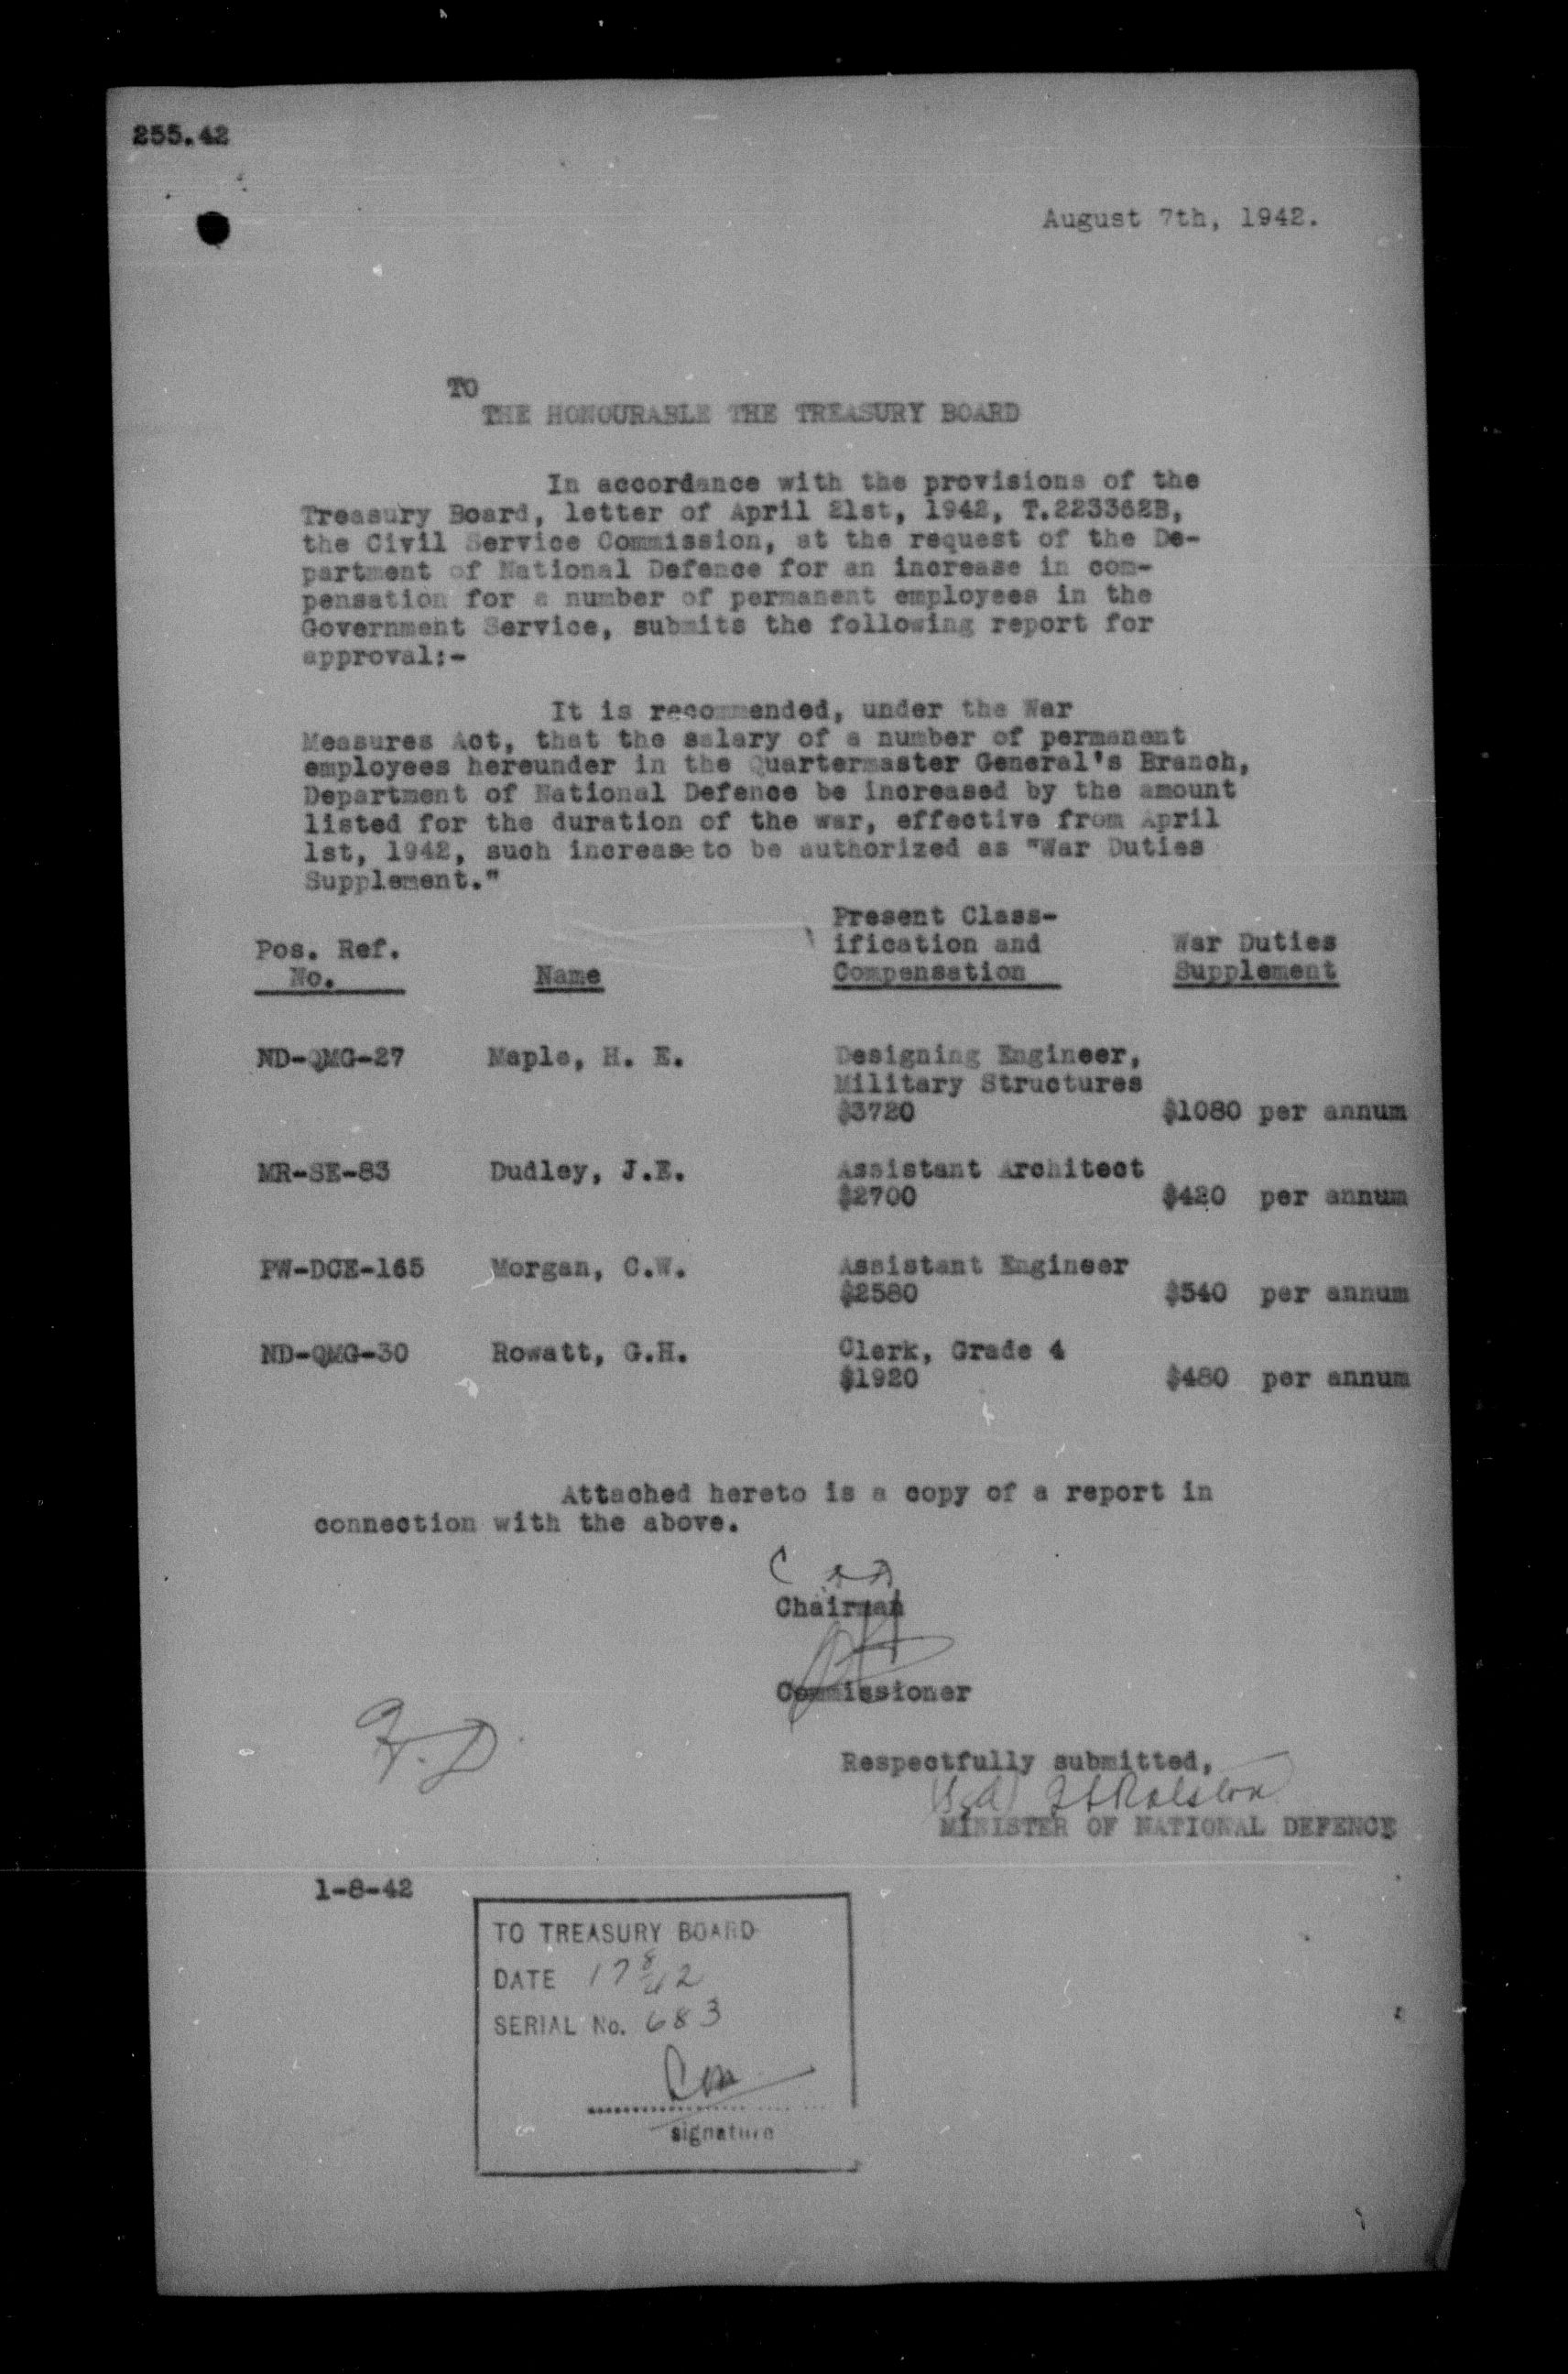 255.42
August 7th, 1942.
TO
THE HONOURABLE THE TREASURY BOARD
In accordance with the provisions of the
Treasury Board, letter of April 21st, 1942, T.223362B,
the Civil Service Commission, at the request of the De-
partment of National Defence for an increase in com-
pensation for a number of permanent employees in the
Government Service, submits the following report for
approval:-
It is recommended, under the War
Measures Act, that the salary of a number of permanent
employees hereunder in the Quartermaster General's Branch,
Department of National Defence be increased by the amount
listed for the duration of the war, effective from April
1st, 1942, such increase to be authorized as "War Duties
Supplement."
Pos. Ref. No. Name Present Class-ification and Compensation War Duties Supplement
ND-QMG-27 Maple, H. E. Designing Engineer,
Military Structures
$3720 $1080 per annum
MR-SE-83 Dudley, J.E. Assistant Architect
$2700 $420 per annum
PW-DCE-165 Morgan, C.W. Assistant Engineer
$2580 $540 per annum
ND-QMG-30 Rowatt, G.H. Clerk, Grade 4
$1920 $480 per annum
Attached hereto is a copy of a report in
connection with the above.
Chairman
Commissioner
Respectfully submitted,
(Sgd) Ralston
MINISTER OF NATIONAL DEFENCE
1-8-42
TO TREASURY BOARD
DATE 17 8/42
SERIAL No. 683
signature